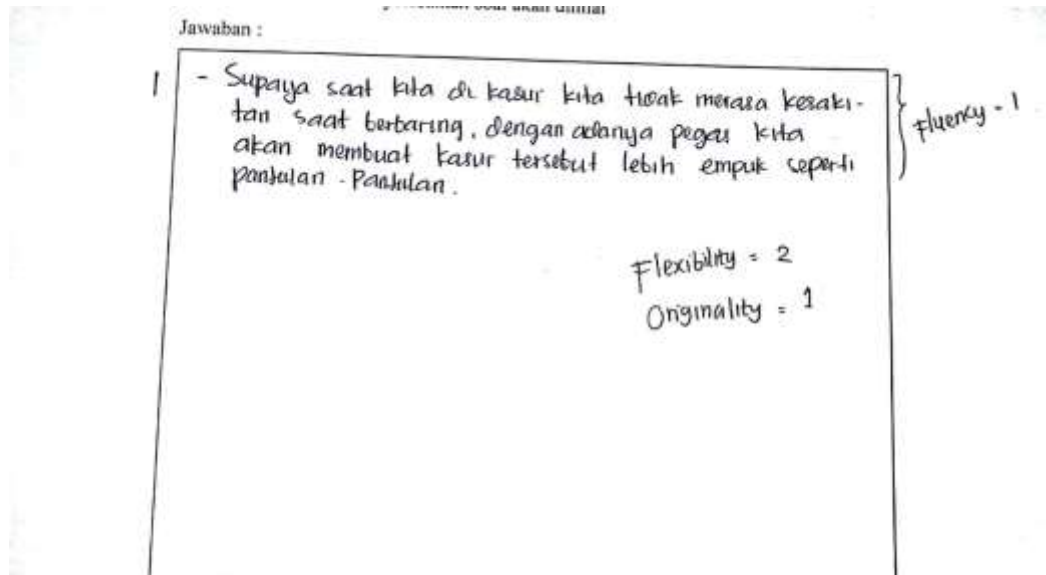 Jawaban :
1 - Supaya saat kita di kasur kita tidak merasa kesaki-
tan saat berbaring, dengan adanya pegas kita
akan membuat kasur tersebut lebih empuk seperti
pantulan - Pantulan.
Fluency - 1
Flexibility = 2
Originality = 1